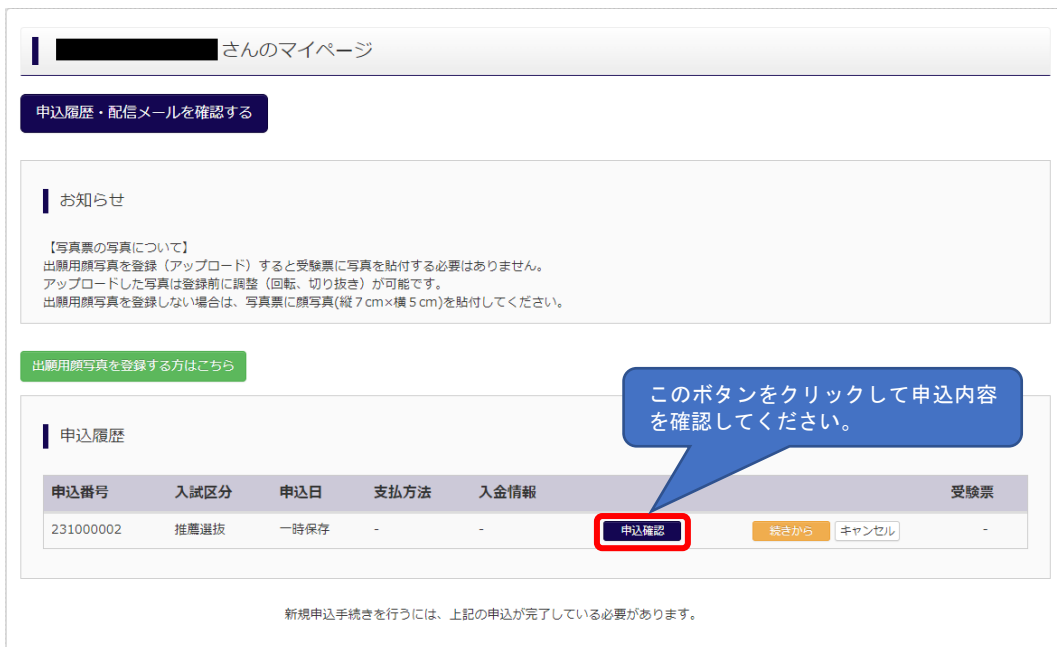 さんのマイページ
申込履歴・配信メールを確認する
お知らせ
【写真票の写真について】
出願用顔写真を登録（アップロード）すると受験票に写真を貼付する必要はありません。
アップロードした写真は登録前に調整（回転、切り抜き）が可能です。
出願用顔写真を登録しない場合は、写真票に顔写真(縦７cm×横５cm)を貼付してください。
出願用顔写真を登録する方はこちら
このボタンをクリックして申込内容
を確認してください。
申込履歴
申込番号 入試区分 申込日 支払方法 入金情報 受験票
231000002 推薦選抜 一時保存 - - 申込確認 続きから キャンセル -
新規申込手続きを行うには、上記の申込が完了している必要があります。